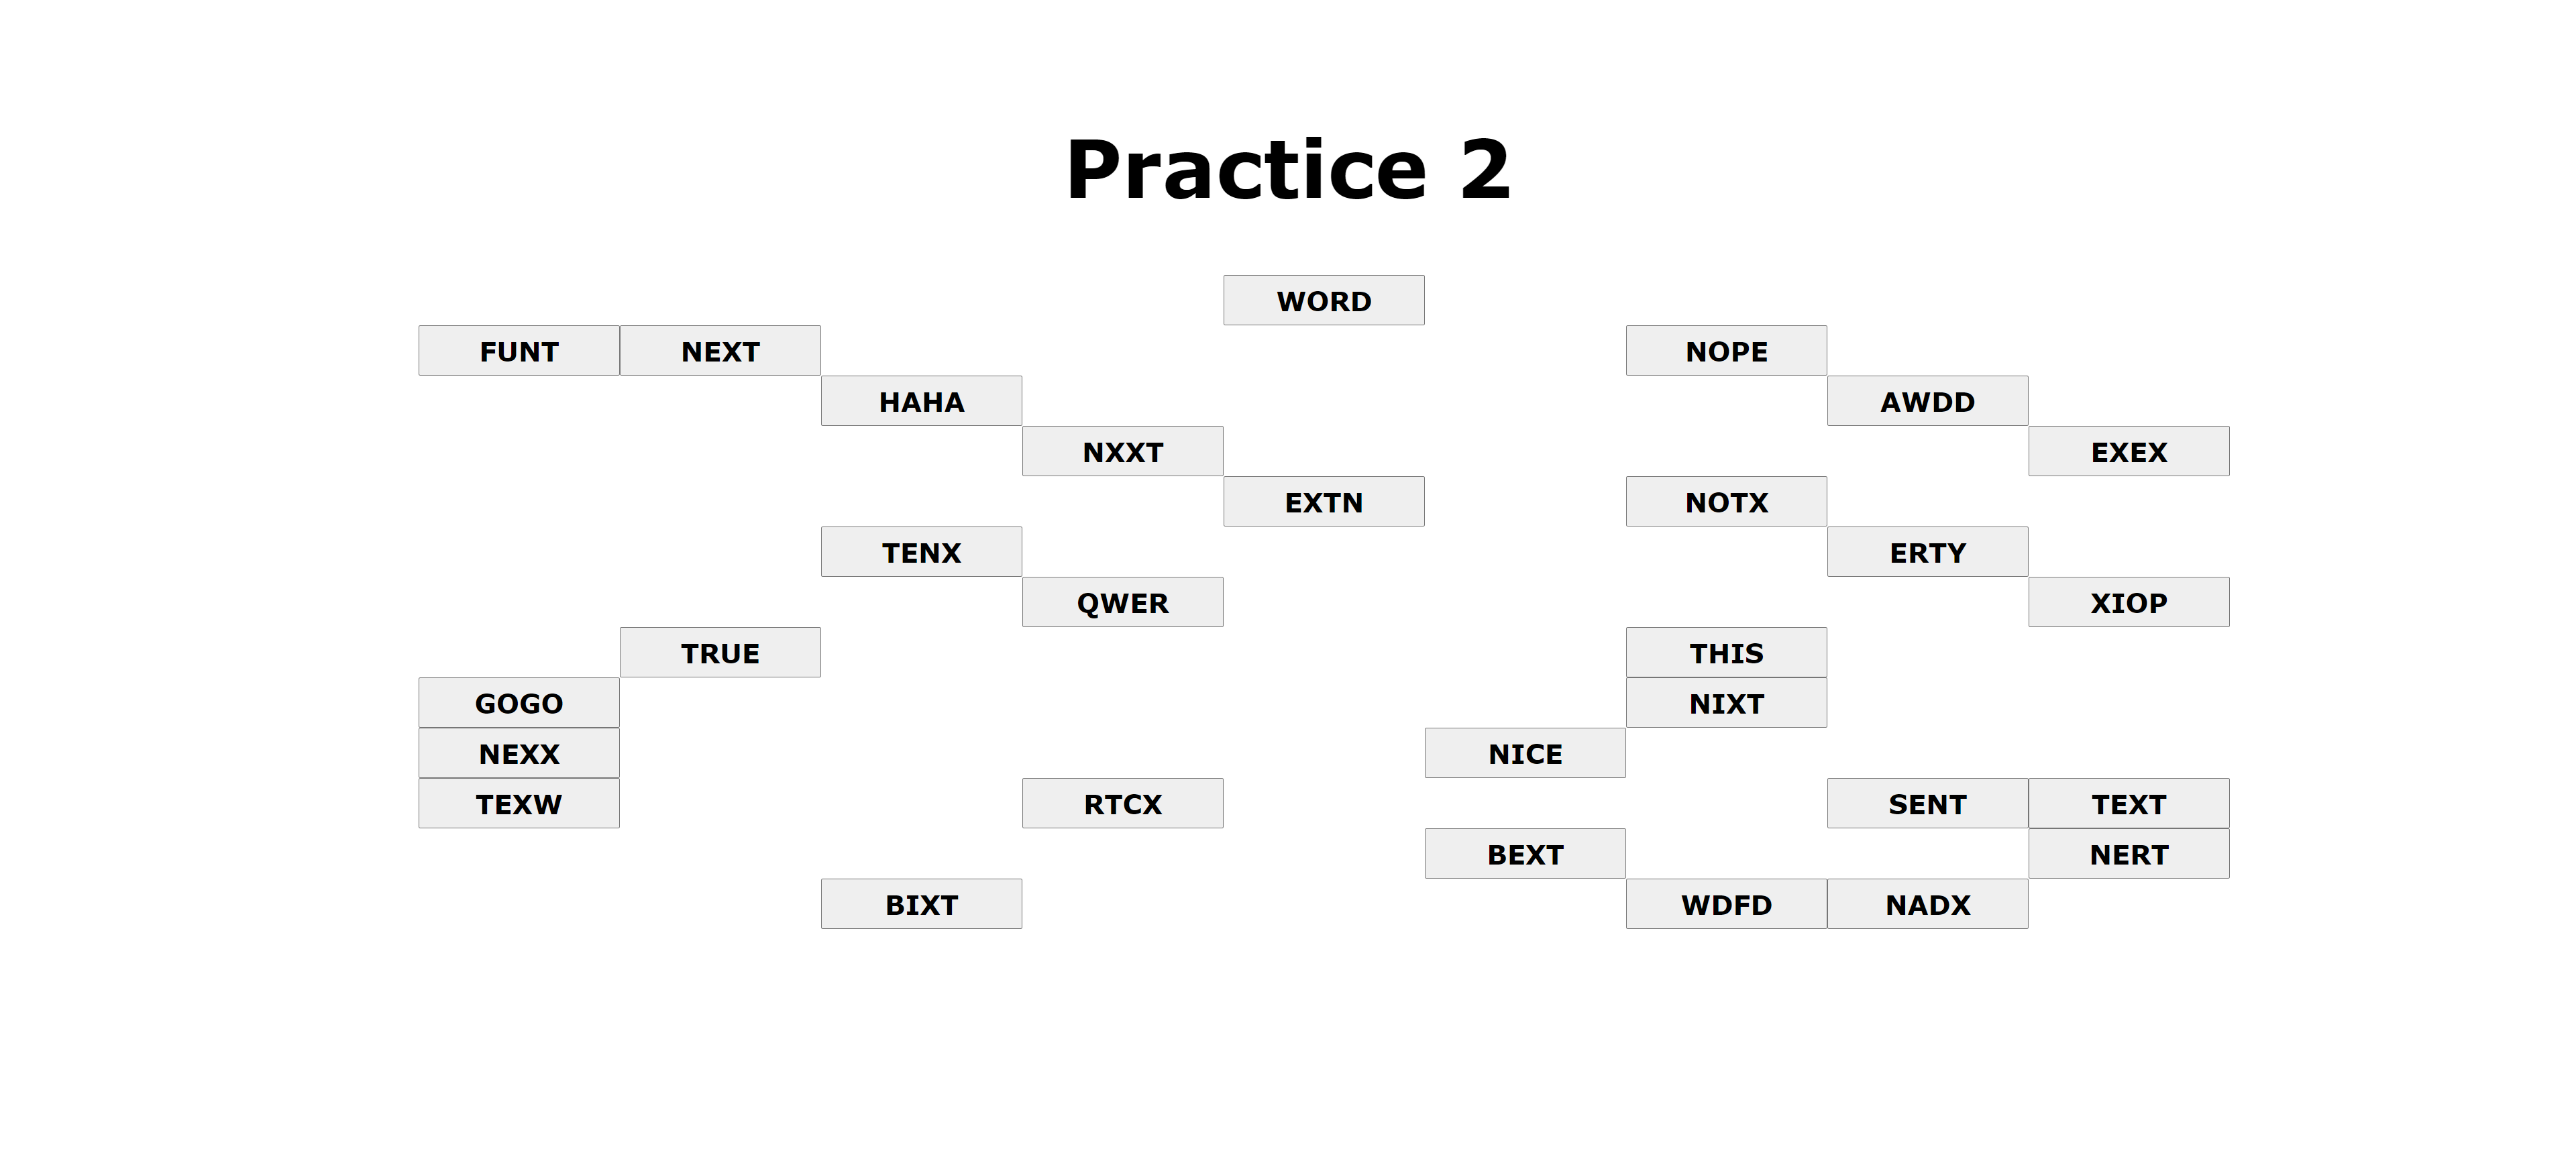 Practice 2
WORD
FUNT NEXT NOPE
HAHA AWDD
NXXT EXEX
EXTN NOTX
TENX ERTY
QWER XIOP
TRUE THIS
GOGO NIXT
NEXX NICE
TEXW RTCX SENT TEXT
BEXT NERT
BIXT WDFD NADX